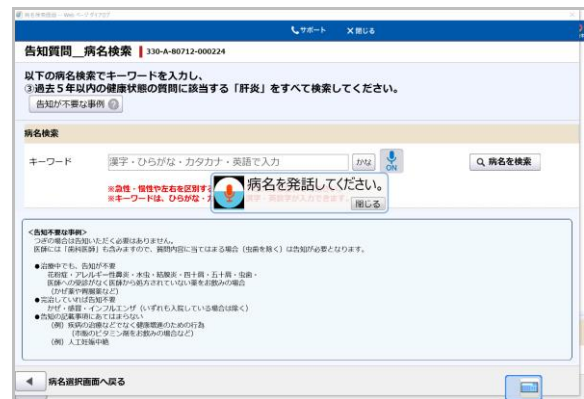 病名検索画面 -- Web ページ ダイアログ
サポート ×閉じる
告知質問__病名検索 330-A-80712-000224
以下の病名検索でキーワードを入力し、
③過去５年以内の健康状態の質問に該当する「肝炎」をすべて検索してください。
告知が不要な事例 ?
病名検索
キーワード 漢字・ひらがな・カタカナ・英語で入力 かな ON 病名を検索
※急性・慢性や左右を区別する
病名を発話してください。
※キーワードは、ひらがな・カ
閉じる
<告知不要な事例>
つぎの場合は告知いただく必要はありません。
医師には「歯科医師」も含みますので、質問内容に当てはまる場合（虫歯を除く）は告知が必要となります。
●治療中でも、告知が不要
花粉症・アレルギー性鼻炎・水虫・結膜炎・四十肩・五十肩・虫歯・
医師への受診がなく医師から処方されていない薬をお飲みの場合
（かぜ薬や胃腸薬など）
●完治していれば告知不要
かぜ・感冒・インフルエンザ（いずれも入院している場合は除く）
●告知の記載事項にあてはまらない
（例）疾病の治療などでなく健康増進のための行為
（市販のビタミン剤をお飲みの場合など）
（例）人工妊娠中絶
病名選択画面へ戻る